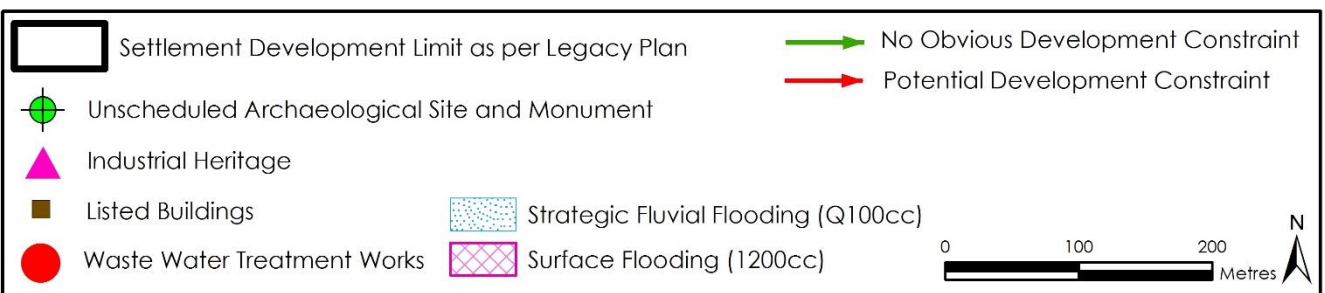 Settlement Development Limit as per Legacy Plan
No Obvious Development Constraint
Potential Development Constraint
Unscheduled Archaeological Site and Monument
Industrial Heritage
Listed Buildings
Strategic Fluvial Flooding (Q100cc)
Waste Water Treatment Works
Surface Flooding (1200cc)
0 100 200
Metres
N